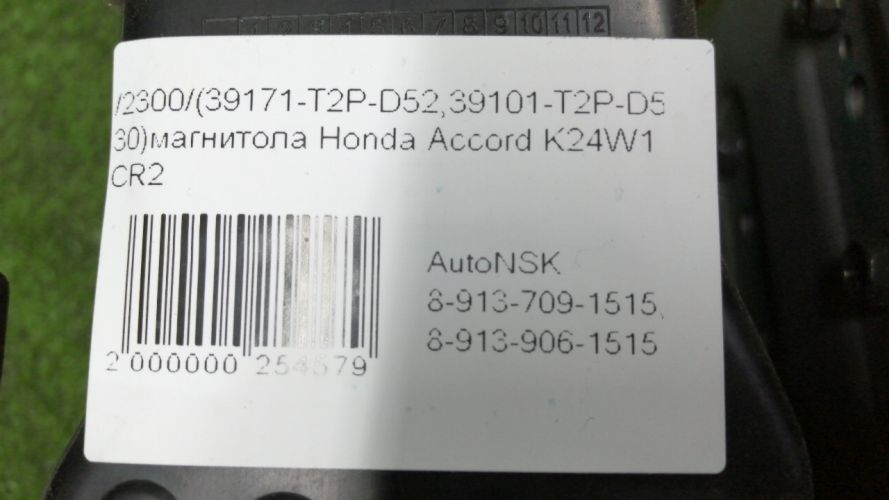 1 2 3 4 5 6 7 8 9 10 11 12
/2300/(39171-T2P-D52,39101-T2P-D5
30)магнитола Honda Accord K24W1
CR2
AutoNSK
8-913-709-1515,
8-913-906-1515
2 000000 254579